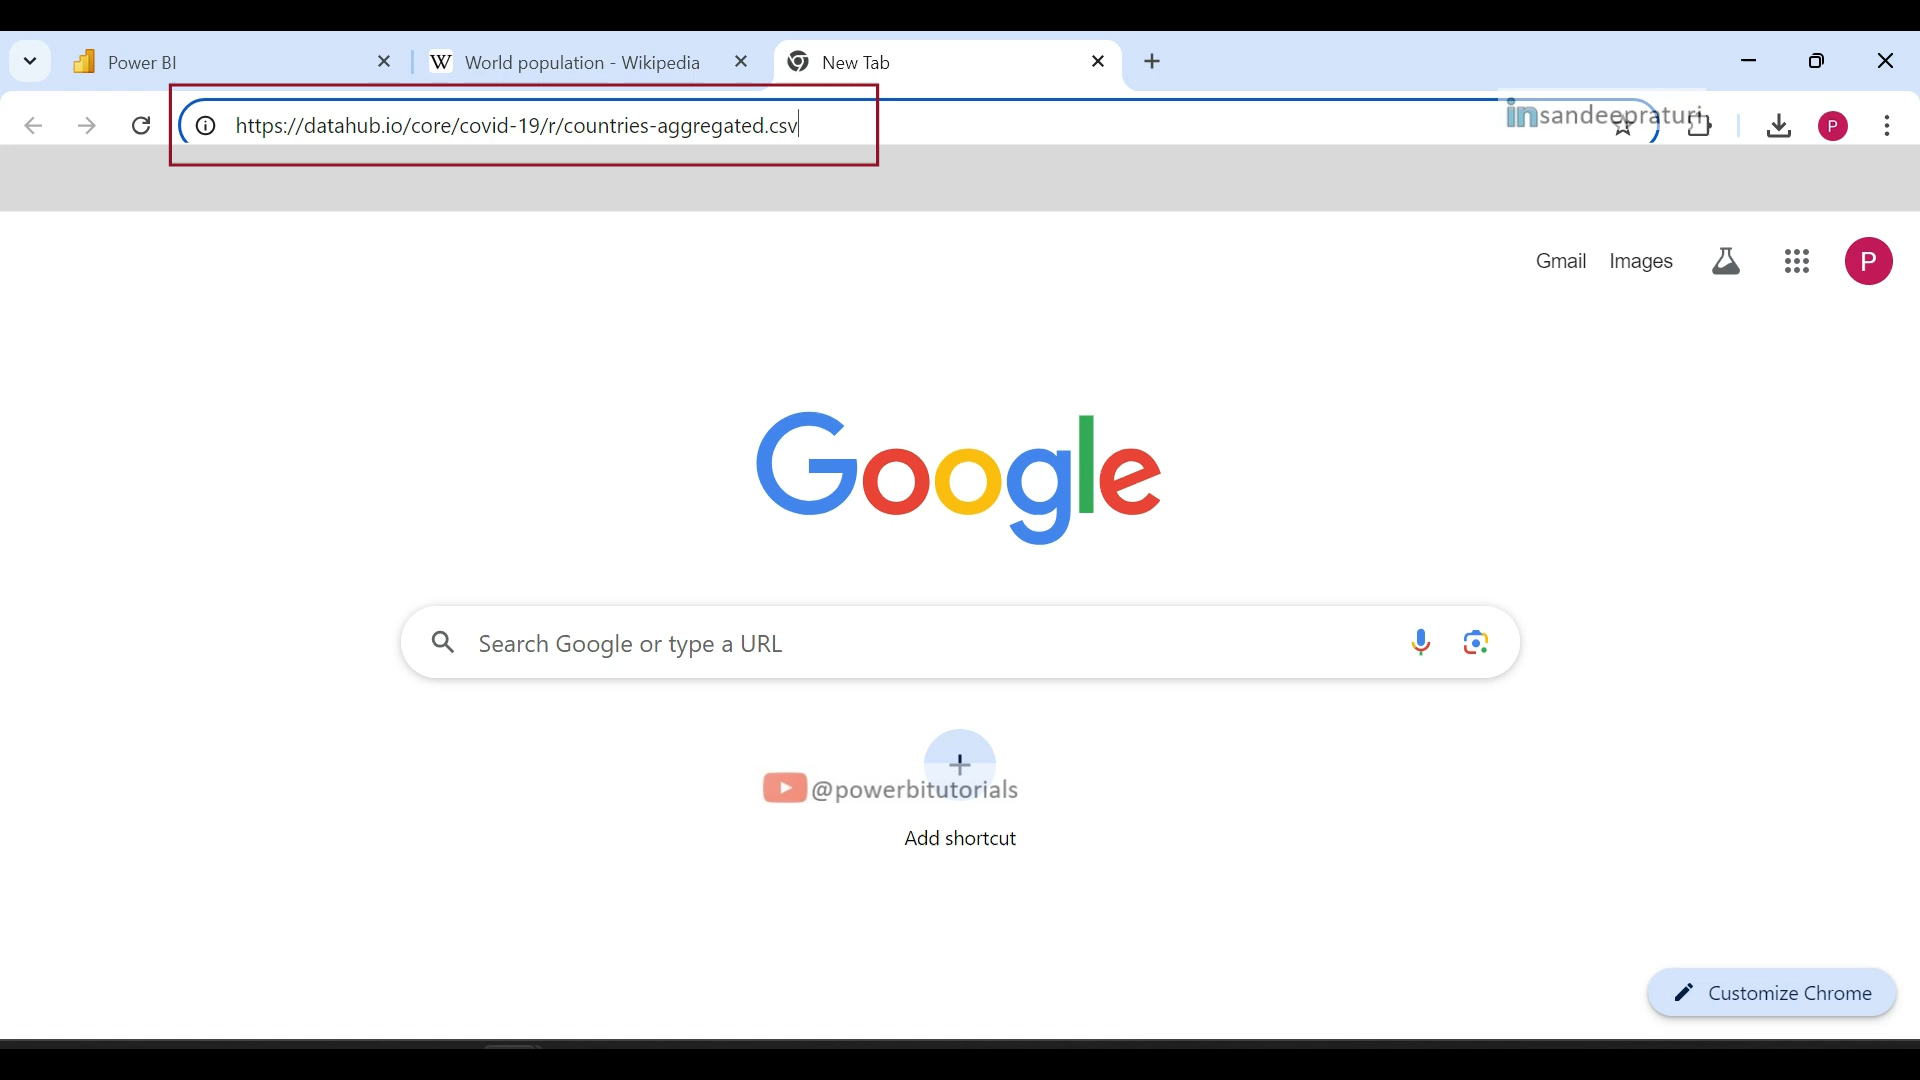 Power BI
W World population - Wikipedia
New Tab
https://datahub.io/core/covid-19/r/countries-aggregated.csv
in sandeepraturi
P
Gmail Images
P
Google
Search Google or type a URL
@powerbitutorials
Add shortcut
Customize Chrome